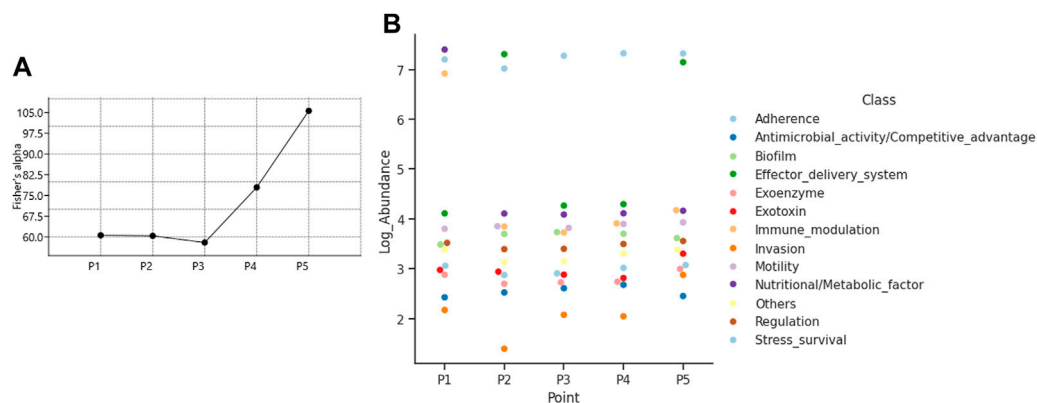 A
Fisher's alpha
105.0
97.5
90.0
82.5
75.0
67.5
60.0
P1 P2 P3 P4 P5
B
Log_Abundance
7
6
5
4
3
2
P1 P2 P3 P4 P5
Point
Class
Adherence
Antimicrobial_activity/Competitive_advantage
Biofilm
Effector_delivery_system
Exoenzyme
Exotoxin
Immune_modulation
Invasion
Motility
Nutritional/Metabolic_factor
Others
Regulation
Stress_survival